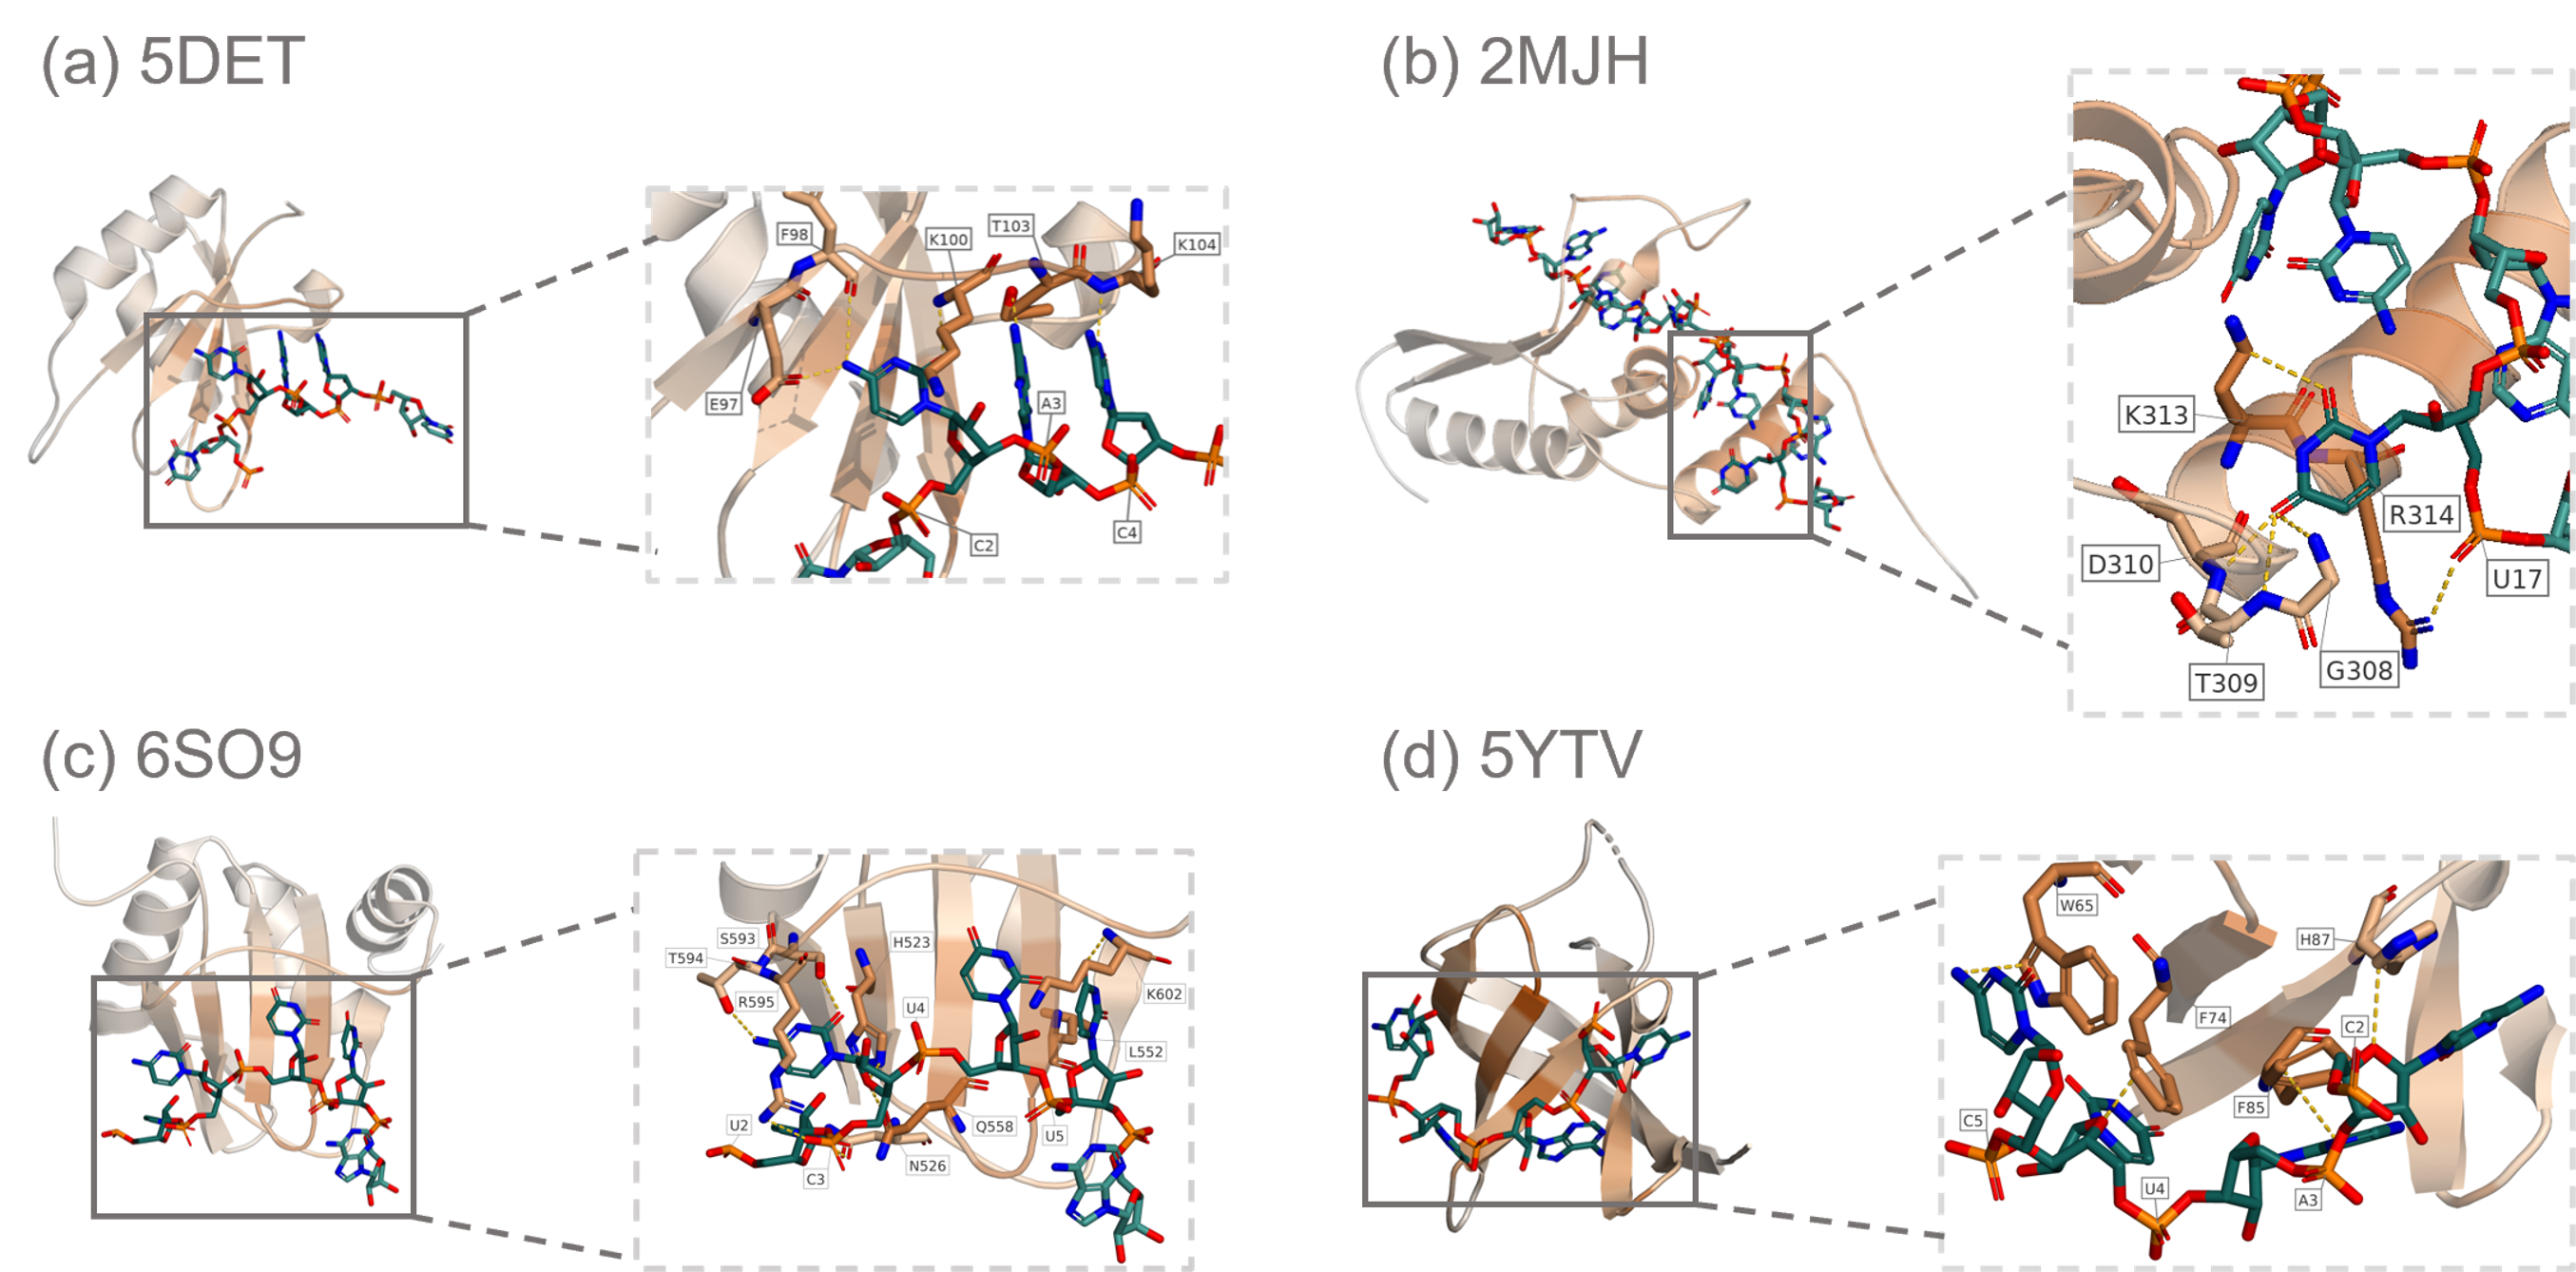 (a) 5DET
F98
K100
T103
K104
E97
A3
C2
C4
(b) 2MJH
K313
R314
D310
U17
T309
G308
(c) 6SO9
S593
H523
T594
R595
U4
K602
L552
U2
Q558
U5
N526
C3
(d) 5YTV
W65
H87
F74
C2
F85
C5
U4
A3